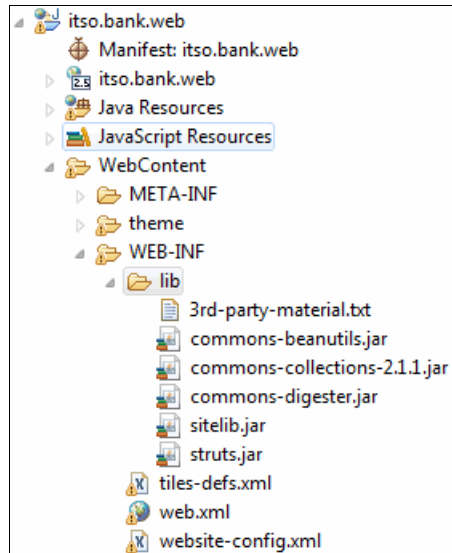 itso.bank.web
Manifest: itso.bank.web
2.5 itso.bank.web
Java Resources
JavaScript Resources
WebContent
META-INF
theme
WEB-INF
lib
3rd-party-material.txt
commons-beanutils.jar
commons-collections-2.1.1.jar
commons-digester.jar
sitelib.jar
struts.jar
tiles-defs.xml
web.xml
website-config.xml